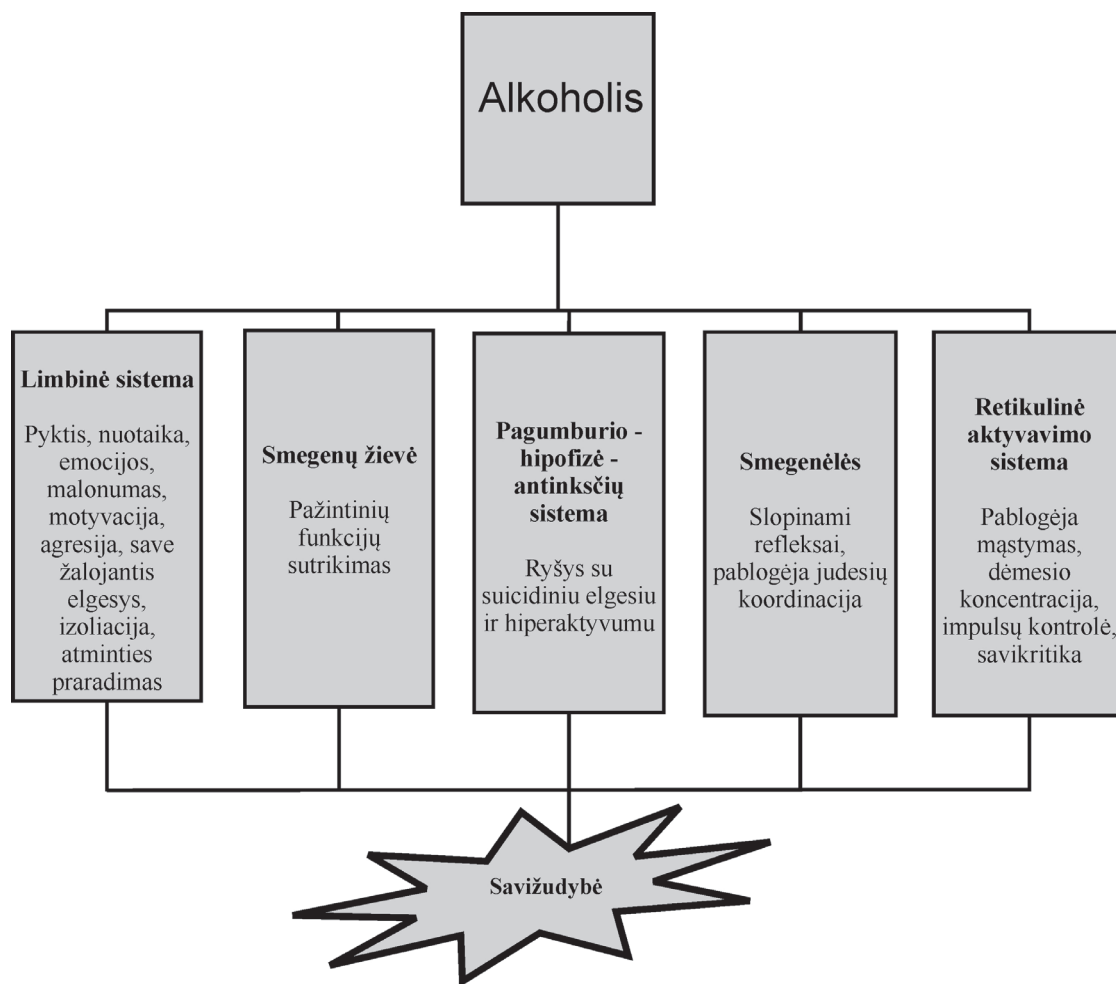 Alkoholis
Limbinė sistema
Pyktis, nuotaika,
emocijos,
malonumas,
motyvacija,
agresija, save
žalojantis
elgesys,
izoliacija,
atminties
praradimas
Smegenų žievė
Pažintinių
funkcijų
sutrikimas
Pagumburio -
hipofizė -
antinksčių
sistema
Ryšys su
suicidiniu elgesiu
ir hiperaktyvumu
Smegenėlės
Slopinami
refleksai,
pablogėja judesių
koordinacija
Retikulinė
aktyvavimo
sistema
Pablogėja
mąstymas,
dėmesio
koncentracija,
impulsų kontrolė,
savikritika
Savižudybė